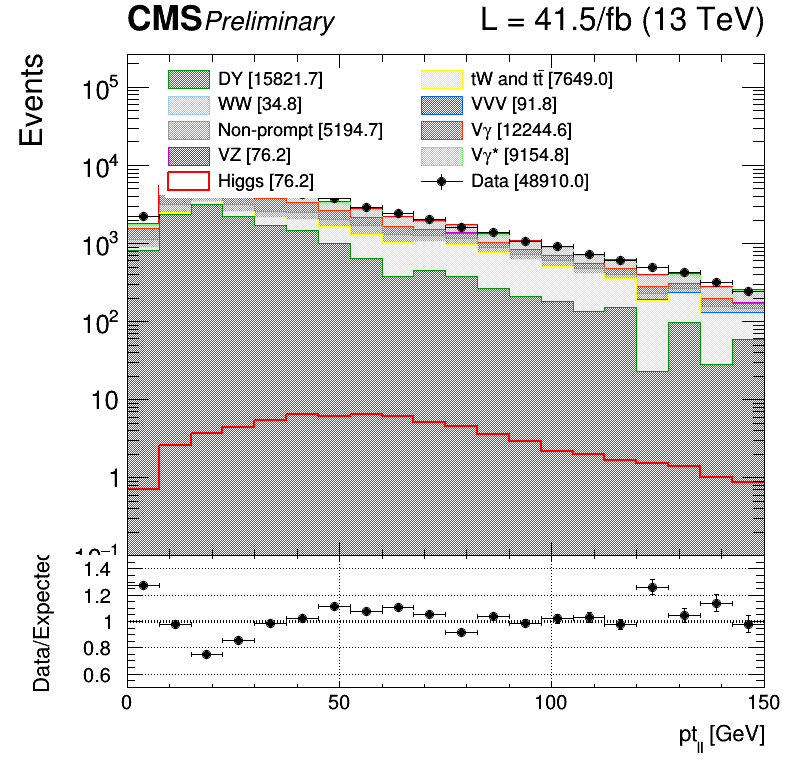 CMS Preliminary L = 41.5/fb (13 TeV)
Events
10⁵
10⁴
10³
10²
10
1
10⁻¹
DY [15821.7]
WW [34.8]
Non-prompt [5194.7]
VZ [76.2]
Higgs [76.2]
tW and tt̄ [7649.0]
VVV [91.8]
Vγ [12244.6]
Vγ* [9154.8]
Data [48910.0]
Data/Expected
1.4
1.2
1
0.8
0.6
0 50 100 150
pt_ll [GeV]